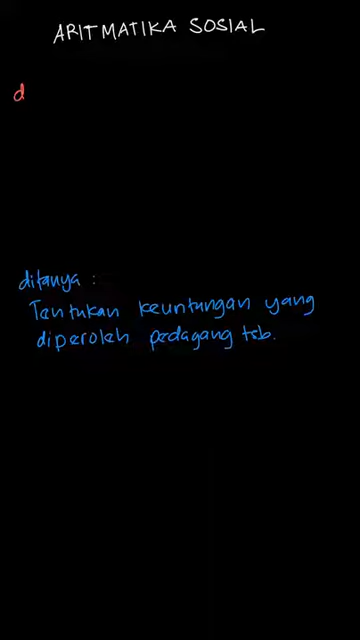 ARITMATIKA SOSIAL
d
ditanya :
Tentukan keuntungan yang
diperoleh pedagang tsb.